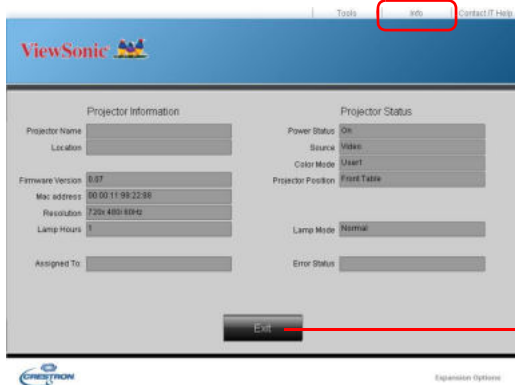 Tools Info Contact IT Help
ViewSonic
Projector Information
Projector Name
Location
Firmware Version 0.07
Mac address 00:00:11:99:22:98
Resolution 720x 480i 60Hz
Lamp Hours 1
Assigned To:
Projector Status
Power Status On
Source Video
Color Mode User1
Projector Position Front Table
Lamp Mode Normal
Error Status
Exit
CRESTRON
Expansion Options